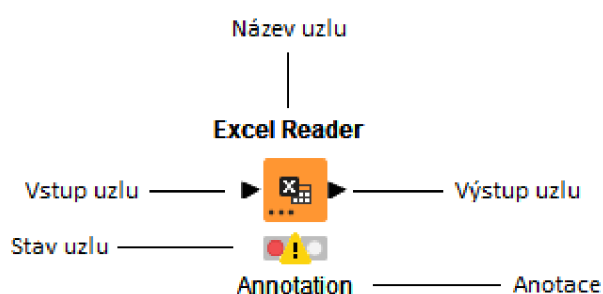 Název uzlu
Excel Reader
Vstup uzlu
Výstup uzlu
Stav uzlu
Annotation
Anotace